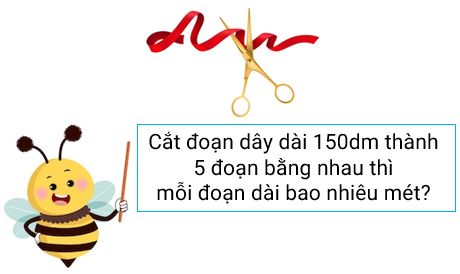 Cắt đoạn dây dài 150dm thành
5 đoạn bằng nhau thì
mỗi đoạn dài bao nhiêu mét?